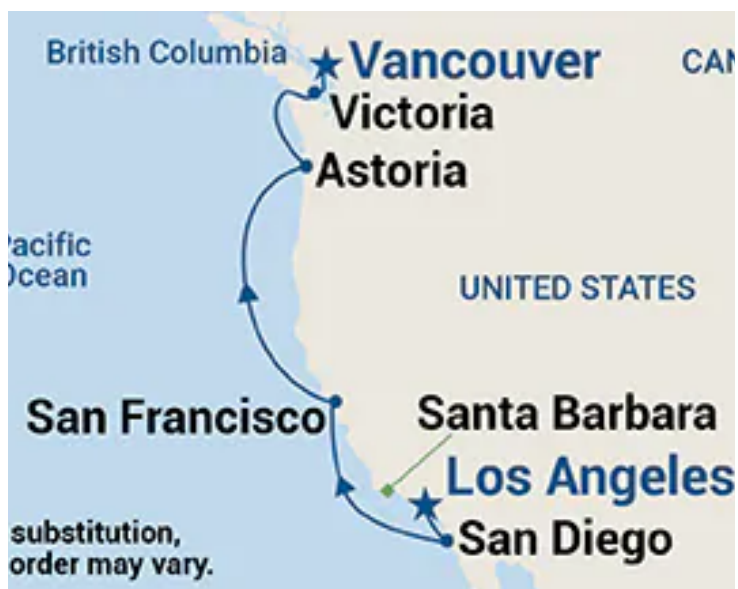 British Columbia
Vancouver
Victoria
Astoria
UNITED STATES
San Francisco
Santa Barbara
Los Angeles
San Diego
substitution,
order may vary.